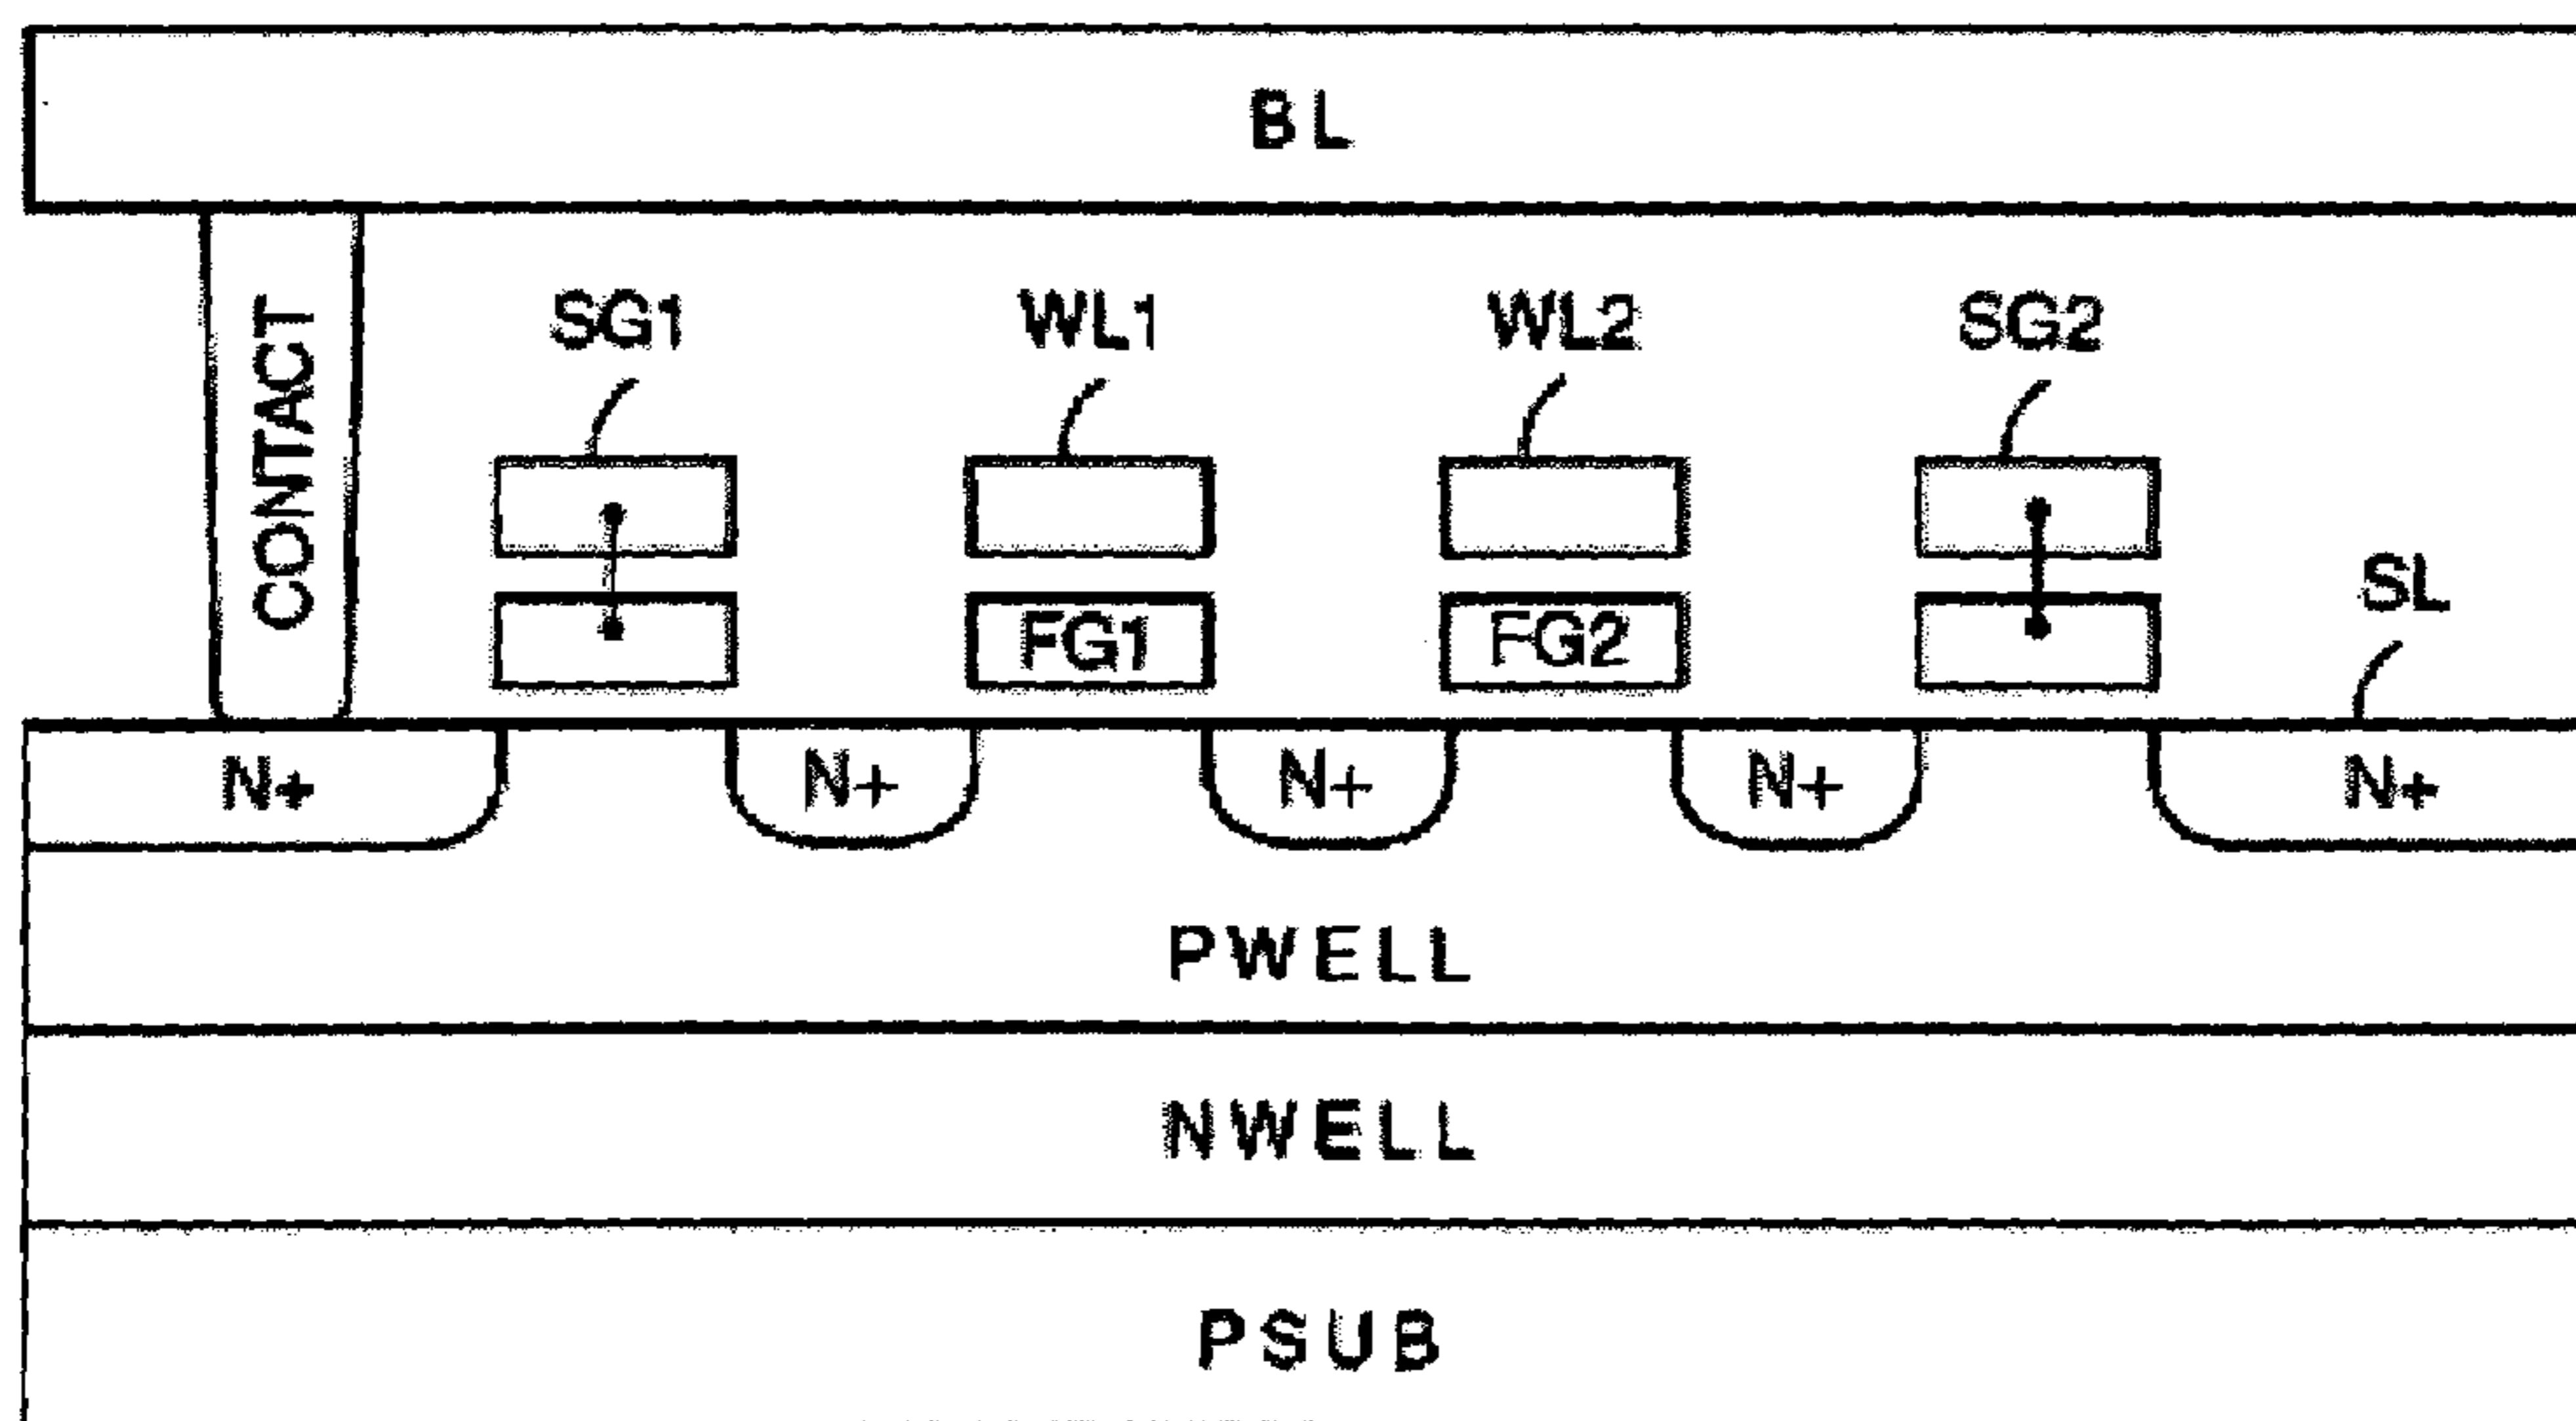 BL
CONTACT
SG1 WL1 WL2 SG2
SL
FG1 FG2
N+ N+ N+ N+ N+
PWELL
NWELL
PSUB